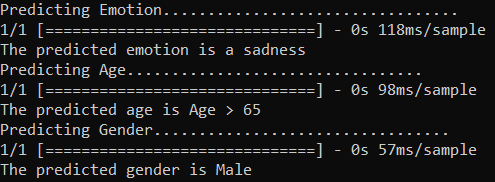 Predicting Emotion................................
1/1 [==============================] - 0s 118ms/sample
The predicted emotion is a sadness
Predicting Age................................
1/1 [==============================] - 0s 98ms/sample
The predicted age is Age > 65
Predicting Gender................................
1/1 [==============================] - 0s 57ms/sample
The predicted gender is Male